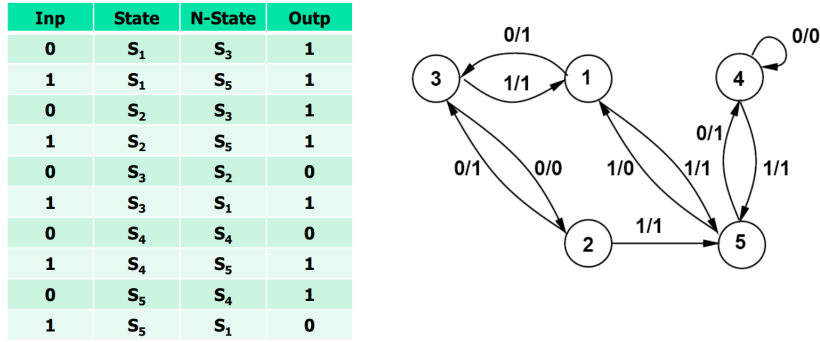 Inp State N-State Outp
0 S₁ S₃ 1
1 S₁ S₅ 1
0 S₂ S₃ 1
1 S₂ S₅ 1
0 S₃ S₂ 0
1 S₃ S₁ 1
0 S₄ S₄ 0
1 S₄ S₅ 1
0 S₅ S₄ 1
1 S₅ S₁ 0
0/1
0/0
3
1/1
1
4
0/1
0/1
0/0
1/0
1/1
1/1
2
1/1
5